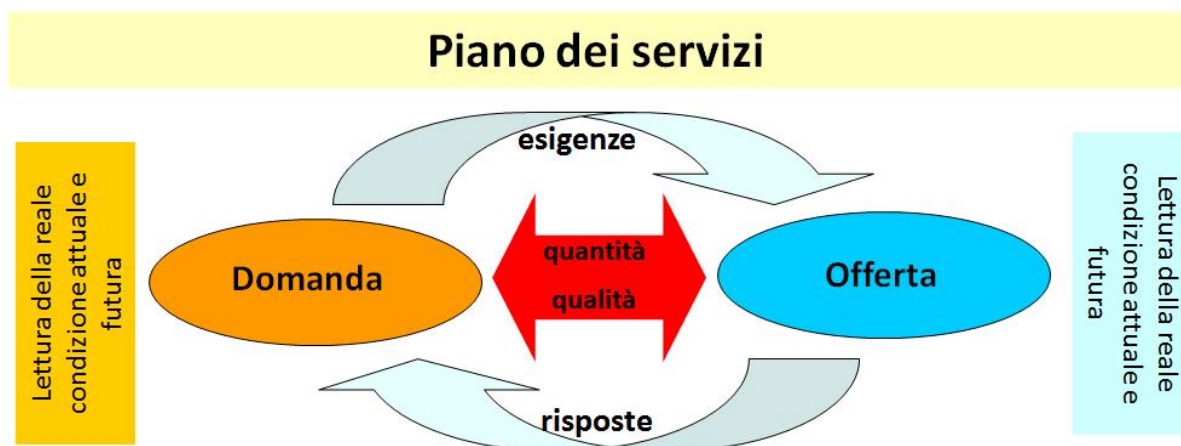 Piano dei servizi
esigenze
Lettura della reale
condizione attuale e
futura
Domanda
quantità
qualità
Offerta
Lettura della reale
condizione attuale e
futura
risposte